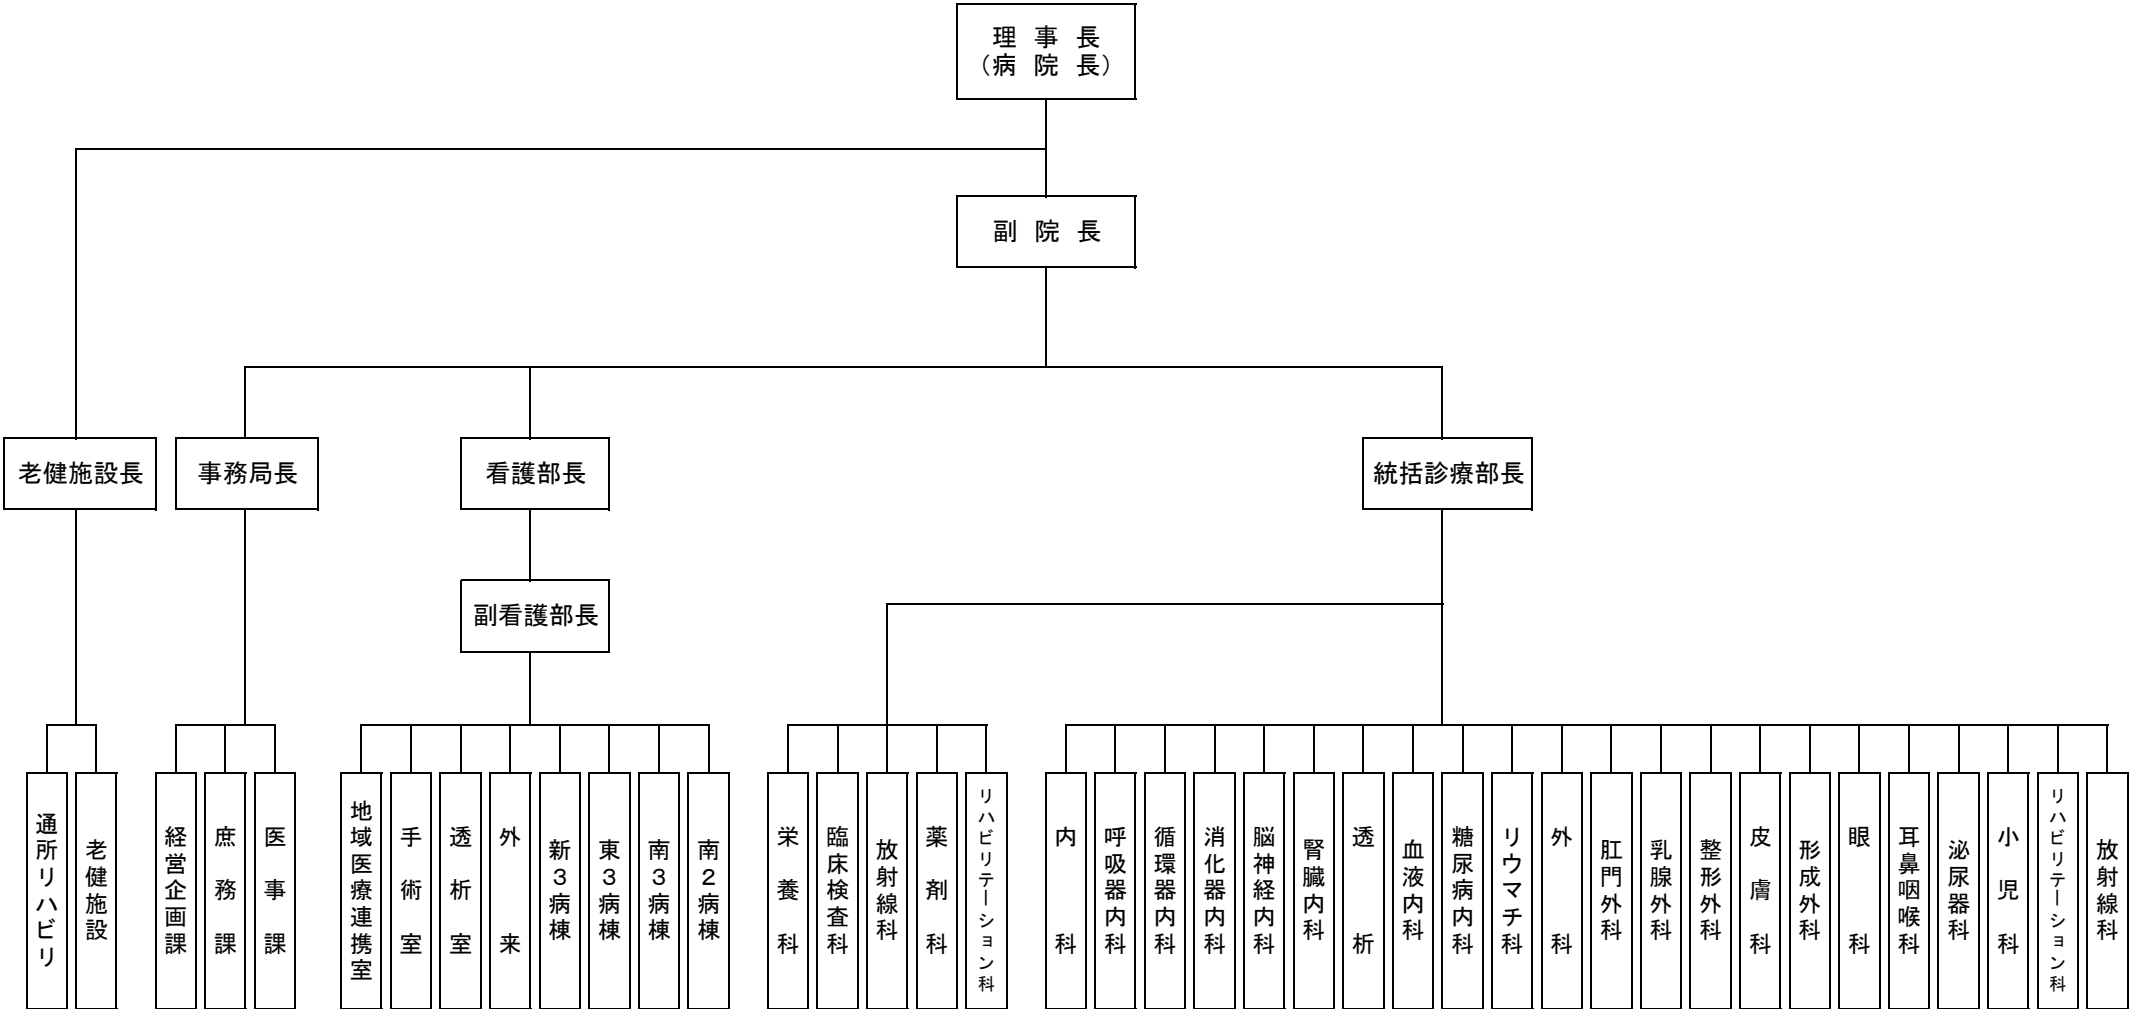 理事長
(病院長)
副院長
老健施設長
事務局長
看護部長
統括診療部長
副看護部長
通所リハビリ
老健施設
経営企画課
庶務課
医事課
地域医療連携室
手術室
透析室
外来
新3病棟
東3病棟
南3病棟
南2病棟
栄養科
臨床検査科
放射線科
薬剤科
リハビリテーション科
内科
呼吸器内科
循環器内科
消化器内科
脳神経内科
腎臓内科
透析
血液内科
糖尿病内科
リウマチ科
外科
肛門外科
乳腺外科
整形外科
皮膚科
形成外科
眼科
耳鼻咽喉科
泌尿器科
小児科
リハビリテーション科
放射線科